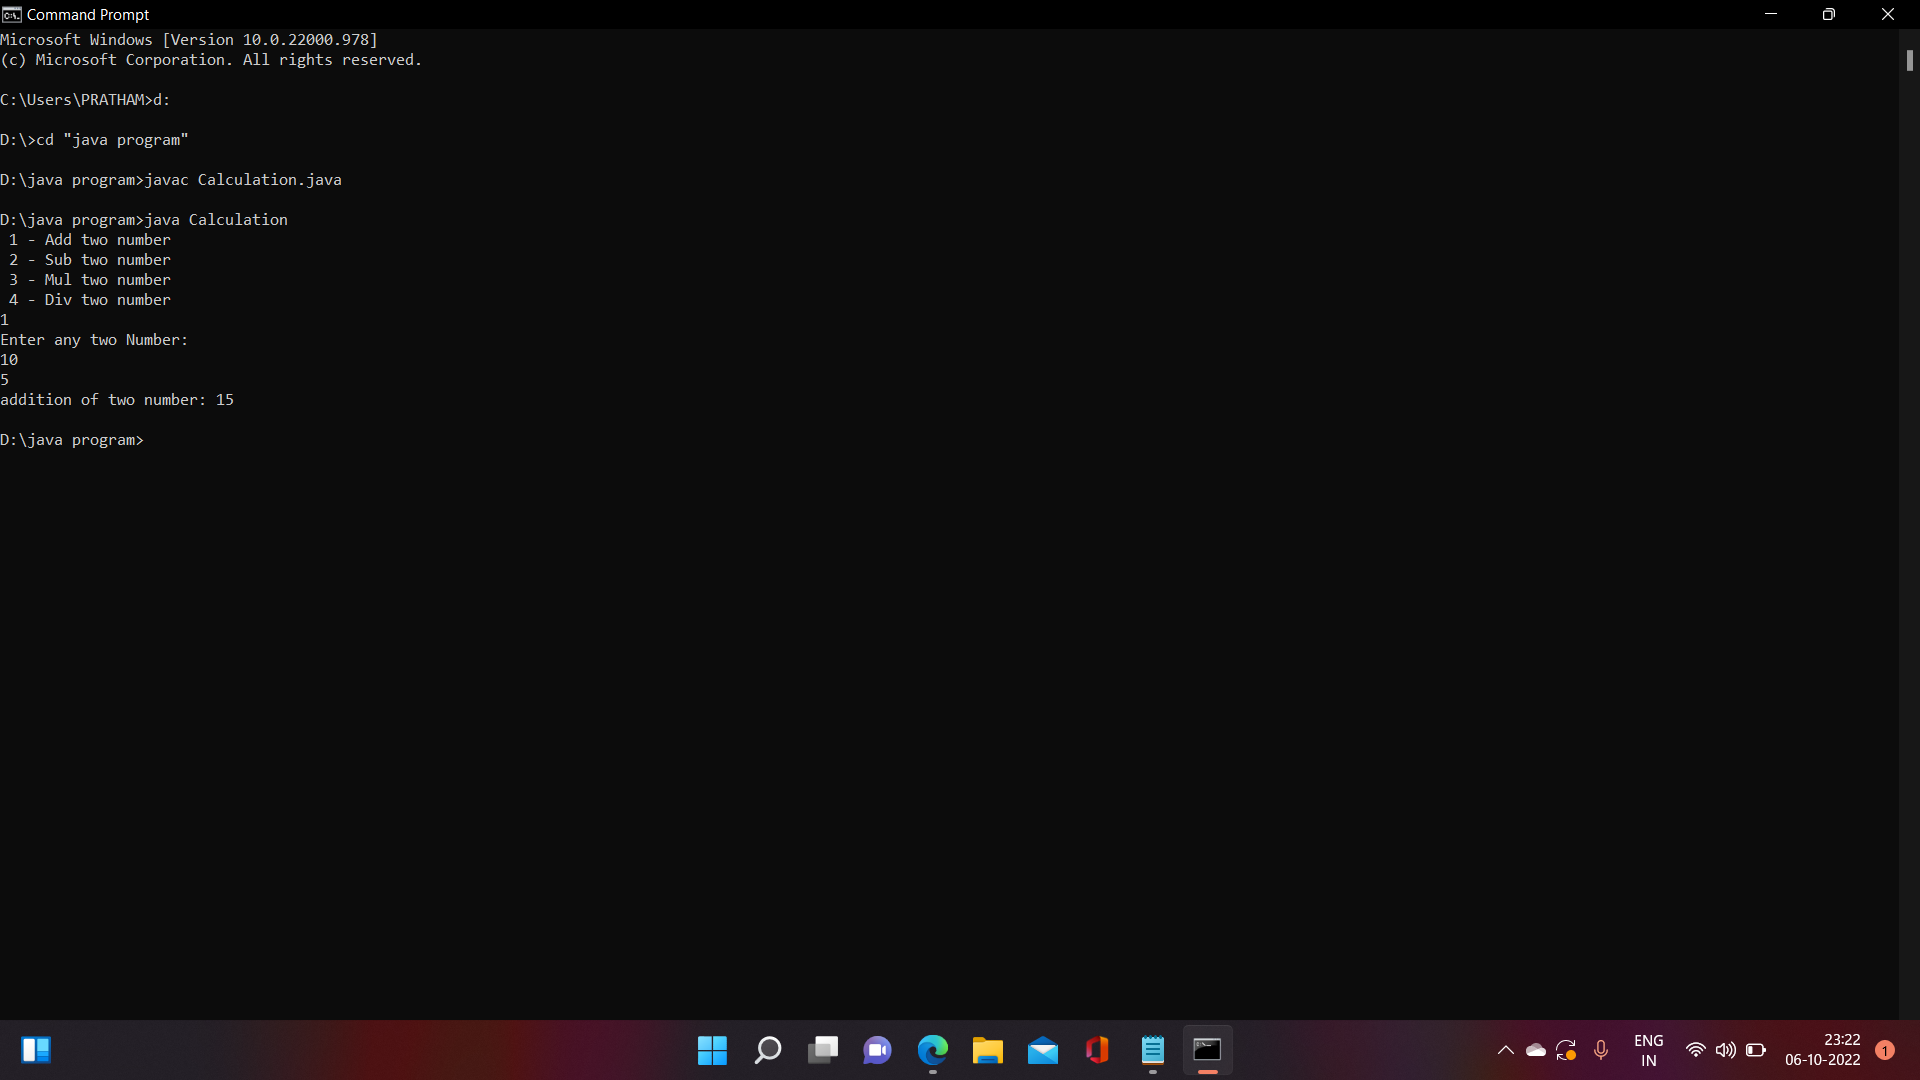 Command Prompt
Microsoft Windows [Version 10.0.22000.978]
(c) Microsoft Corporation. All rights reserved.
C:\Users\PRATHAM>d:
D:\>cd "java program"
D:\java program>javac Calculation.java
D:\java program>java Calculation
 1 - Add two number
 2 - Sub two number
 3 - Mul two number
 4 - Div two number
1
Enter any two Number:
10
5
addition of two number: 15
D:\java program>
ENG
IN
23:22
06-10-2022
1